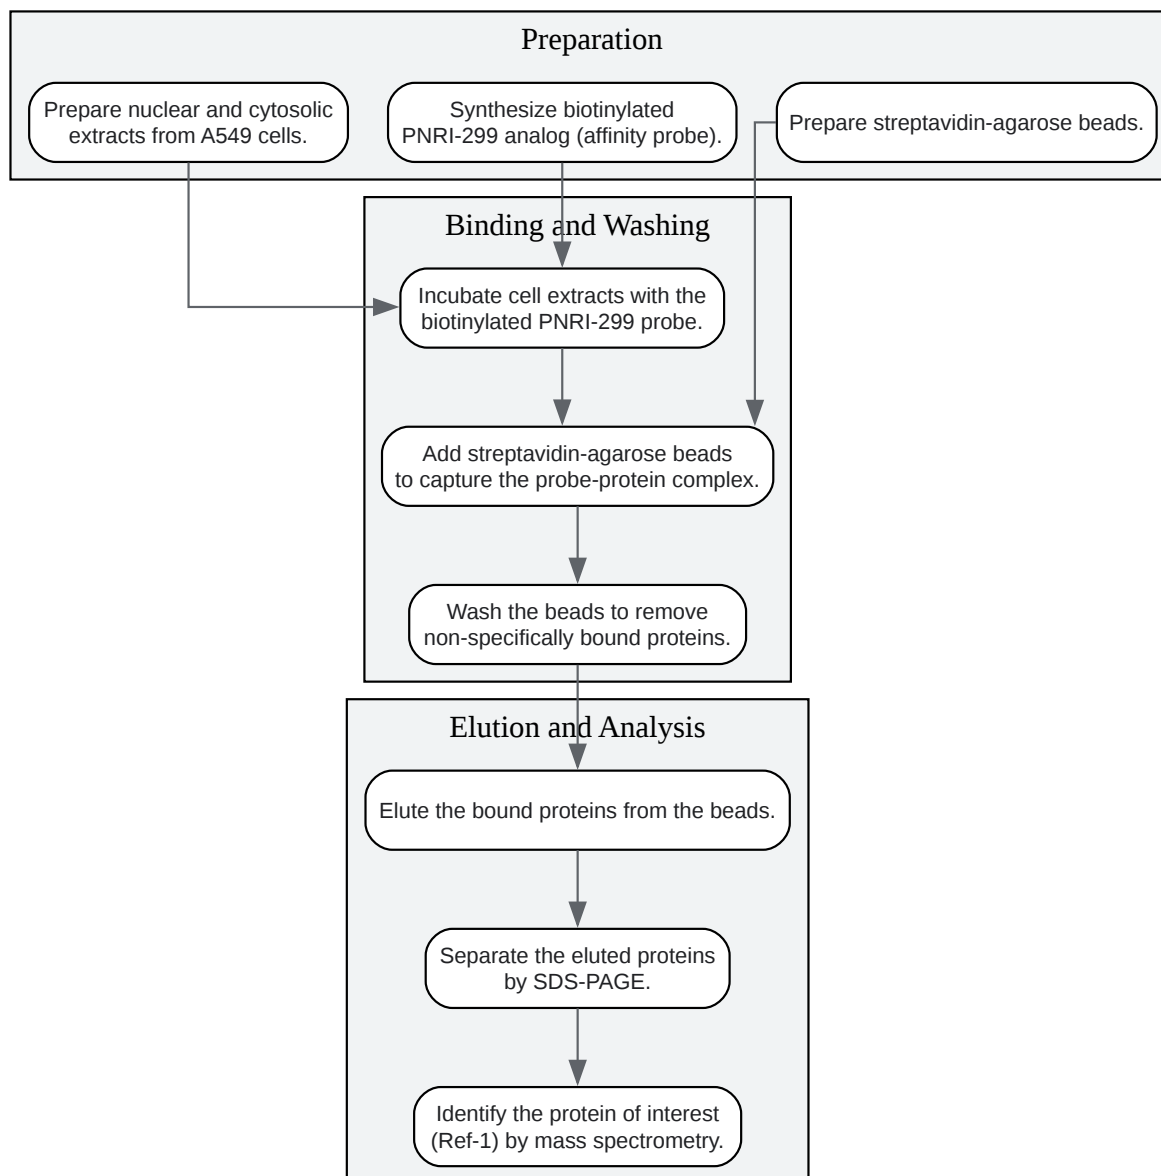 Preparation
Prepare nuclear and cytosolic
extracts from A549 cells.
Synthesize biotinylated
PNRI-299 analog (affinity probe).
Prepare streptavidin-agarose beads.
Binding and Washing
Incubate cell extracts with the
biotinylated PNRI-299 probe.
Add streptavidin-agarose beads
to capture the probe-protein complex.
Wash the beads to remove
non-specifically bound proteins.
Elution and Analysis
Elute the bound proteins from the beads.
Separate the eluted proteins
by SDS-PAGE.
Identify the protein of interest
(Ref-1) by mass spectrometry.